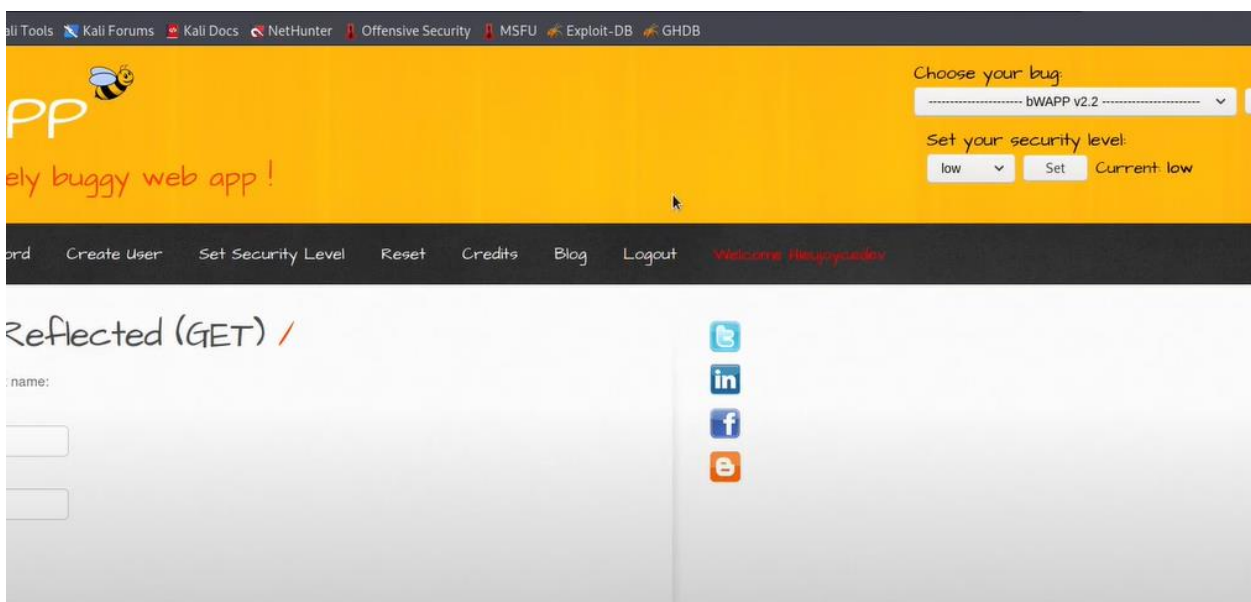 ali Tools Kali Forums Kali Docs NetHunter Offensive Security MSFU Exploit-DB GHDB
Choose your bug:
---------------------- bWAPP v2.2 ----------------------
PP
Set your security level:
ely buggy web app !
low Set Current: low
ord Create User Set Security Level Reset Credits Blog Logout Welcome
Reflected (GET) /
t name: